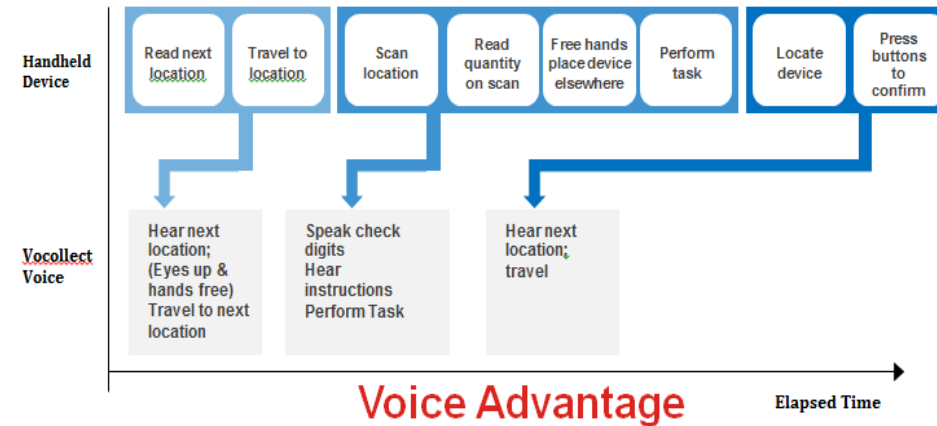 Handheld
Device
Read next
location
Travel to
location
Scan
location
Read
quantity
on scan
Free hands
place device
elsewhere
Perform
task
Locate
device
Press
buttons
to
confirm
Vocollect
Voice
Hear next
location;
(Eyes up &
hands free)
Travel to next
location
Speak check
digits
Hear
instructions
Perform Task
Hear next
location;
travel
Voice Advantage
Elapsed Time